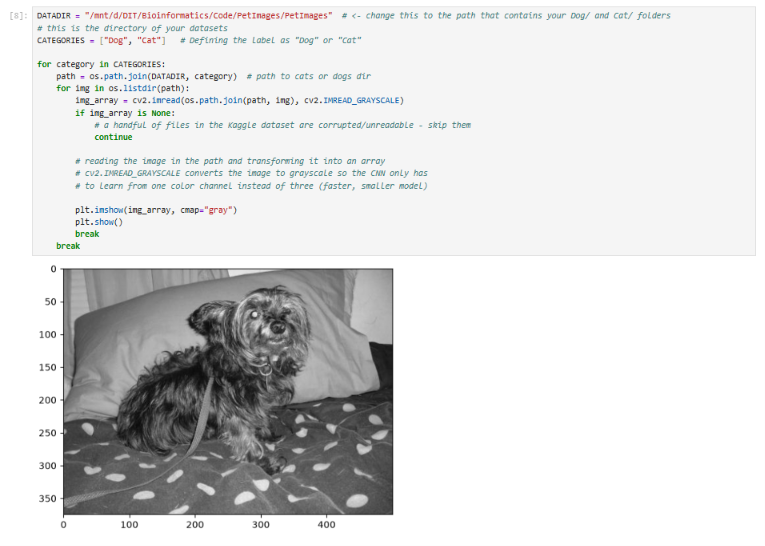 [8]: DATADIR = "/mnt/d/DIT/Bioinformatics/Code/PetImages/PetImages"  # <- change this to the path that contains your Dog/ and Cat/ folders
# this is the directory of your datasets
CATEGORIES = ["Dog", "Cat"]   # Defining the label as "Dog" or "Cat"

for category in CATEGORIES:
    path = os.path.join(DATADIR, category)  # path to cats or dogs dir
    for img in os.listdir(path):
        img_array = cv2.imread(os.path.join(path, img), cv2.IMREAD_GRAYSCALE)
        if img_array is None:
            # a handful of files in the Kaggle dataset are corrupted/unreadable - skip them
            continue

        # reading the image in the path and transforming it into an array
        # cv2.IMREAD_GRAYSCALE converts the image to grayscale so the CNN only has
        # to learn from one color channel instead of three (faster, smaller model)

        plt.imshow(img_array, cmap="gray")
        plt.show()
        break
    break
0
50
100
150
200
250
300
350
0 100 200 300 400